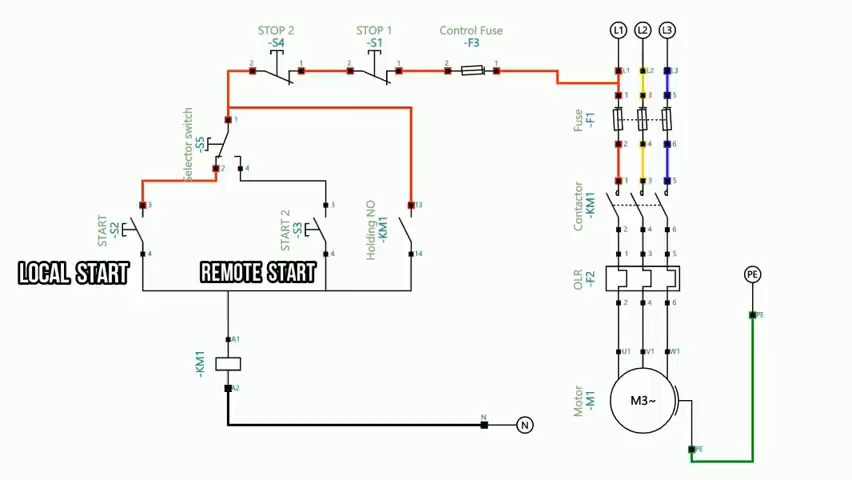 STOP 2
-S4
STOP 1
-S1
Control Fuse
-F3
L1
L2
L3
2
1
2
1
2
1
L1
L2
L3
1
3
5
Fuse
-F1
2
4
6
1
Selector switch
-S5
2
4
1
3
5
Contactor
-KM1
2
4
6
3
START
-S2
4
3
START 2
-S3
4
13
Holding NO
-KM1
14
LOCAL START
REMOTE START
1
3
5
OLR
-F2
2
4
6
PE
PE
A1
-KM1
A2
U1
V1
W1
Motor
-M1
M3~
N
N
PE